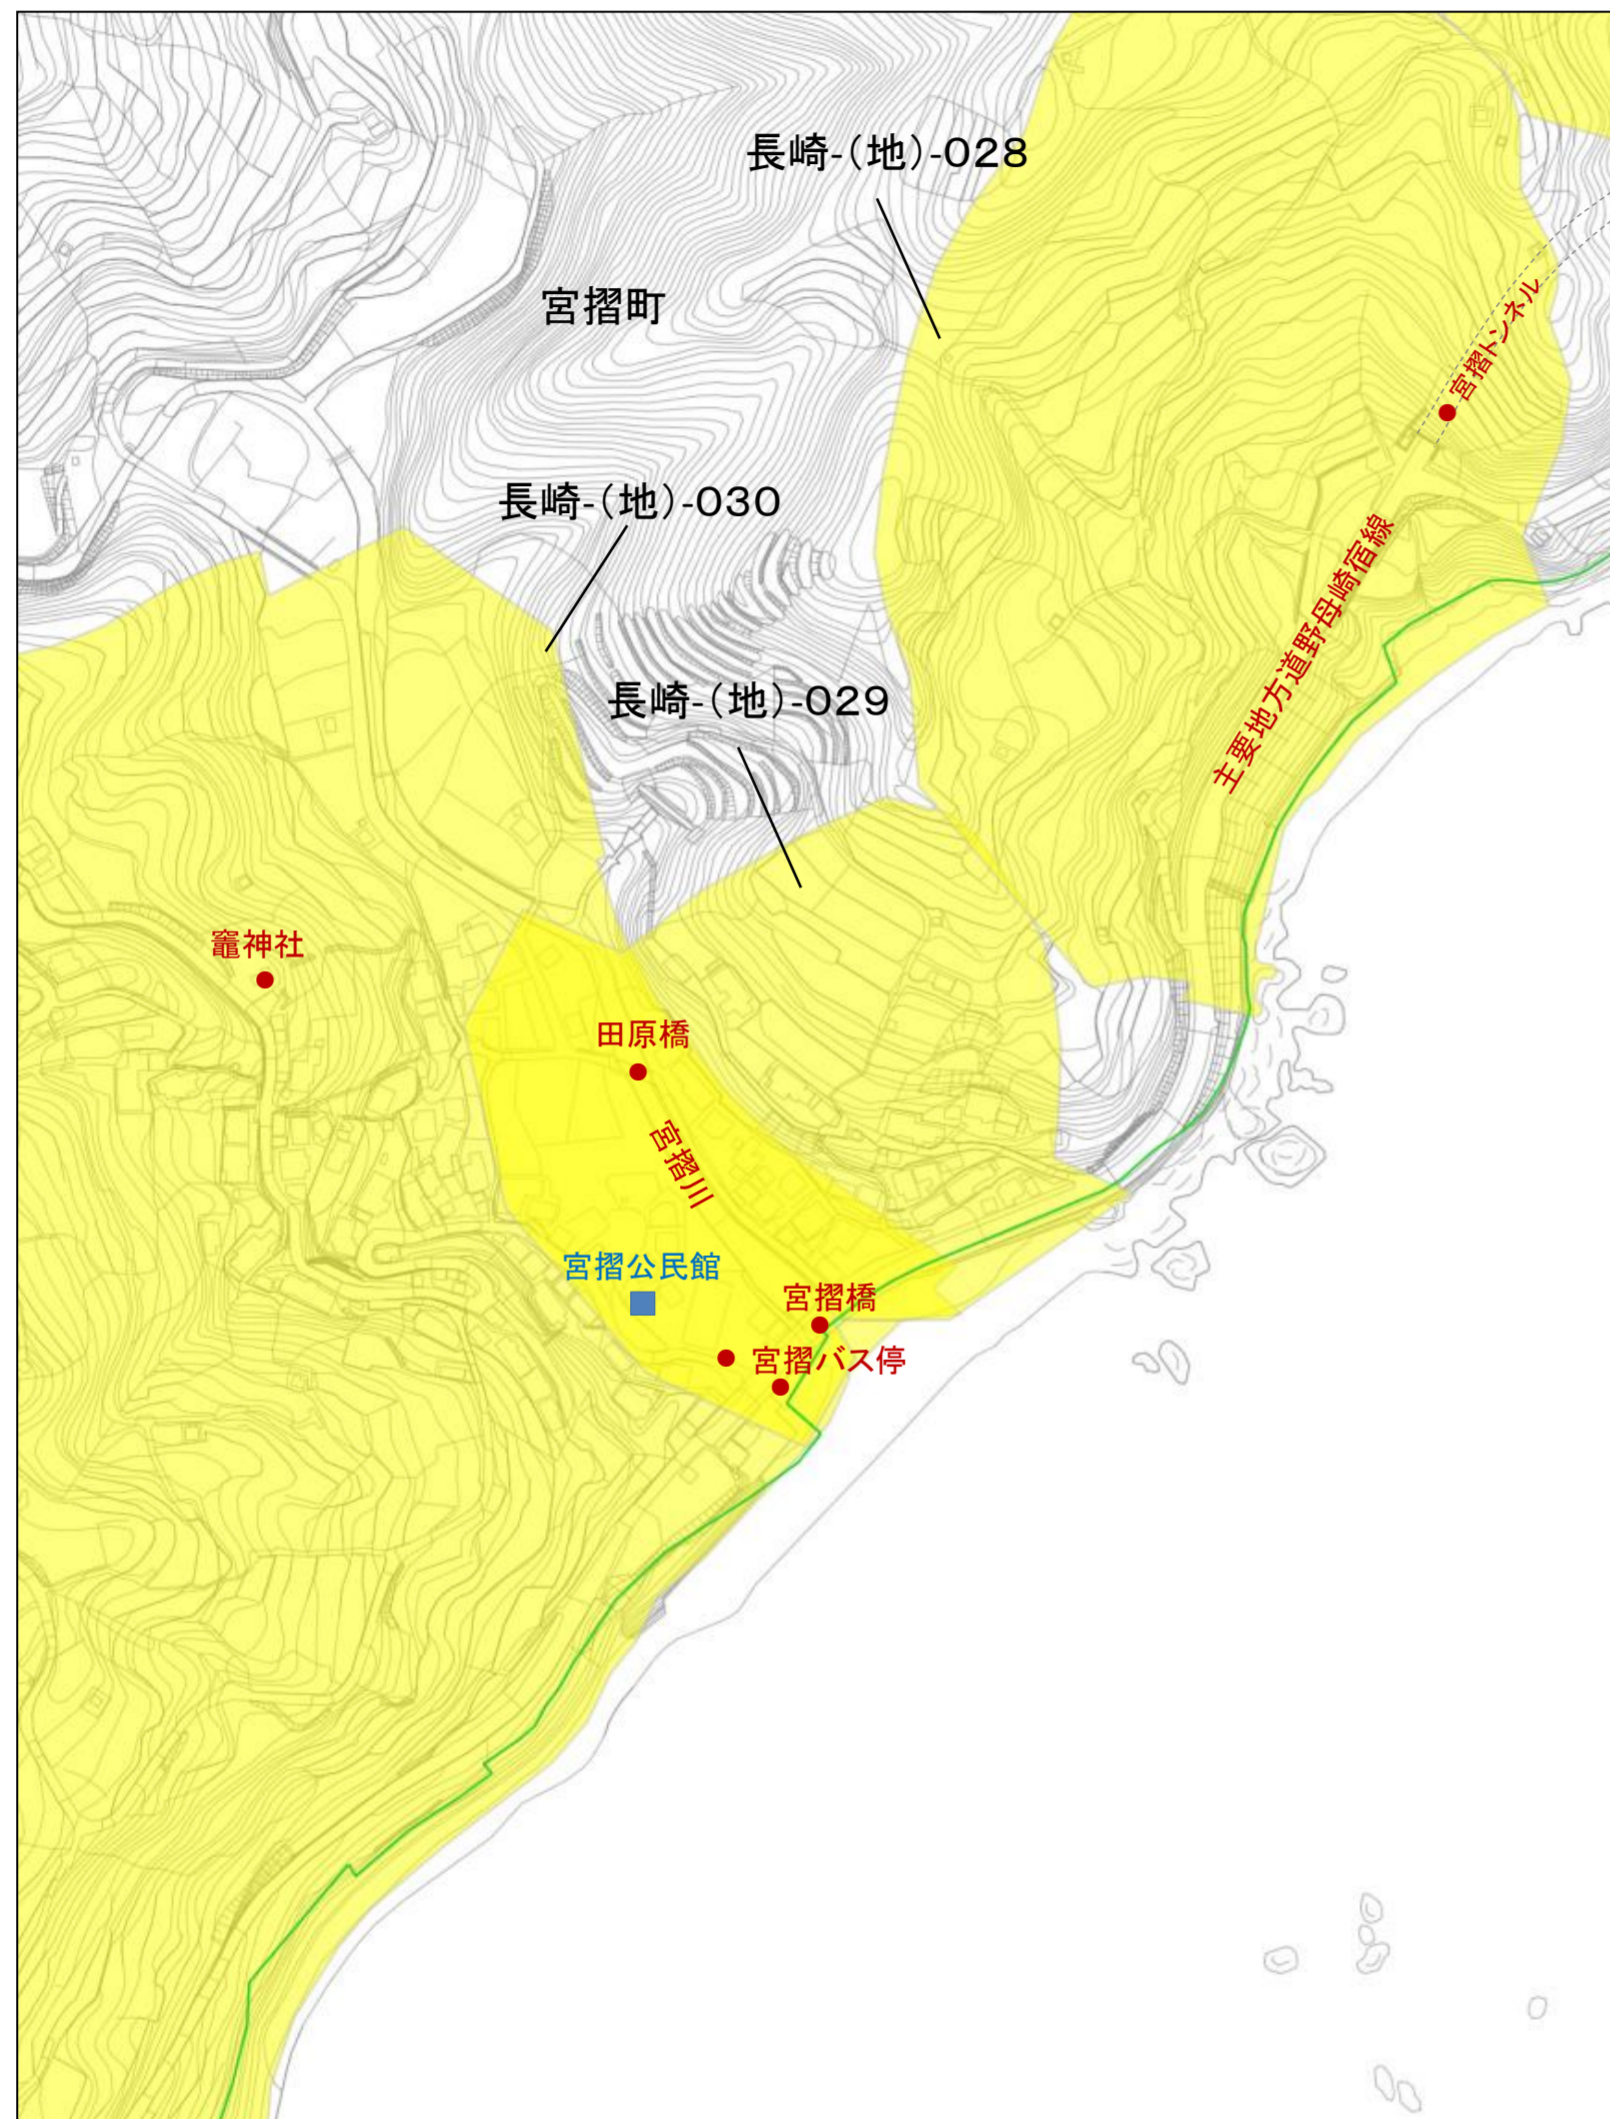 長崎-(地)-028
宮摺町
宮摺トンネル
長崎-(地)-030
主要地方道野母崎宿線
長崎-(地)-029
竈神社
田原橋
宮摺川
宮摺公民館
宮摺橋
宮摺バス停